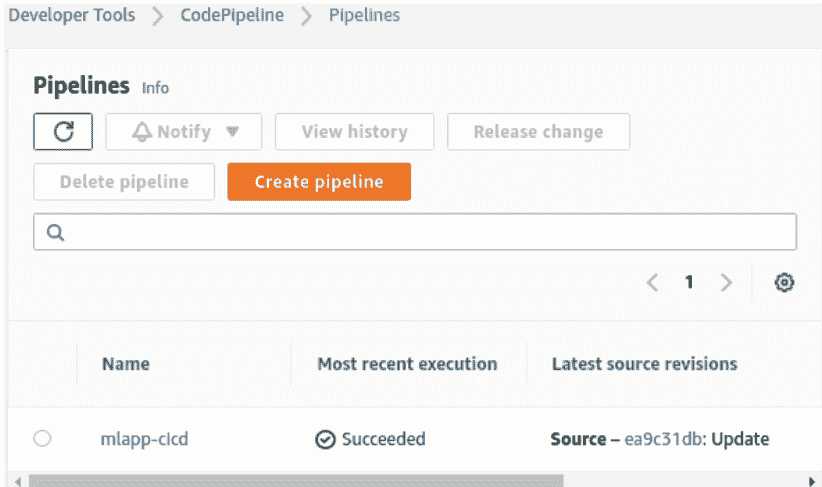 Developer Tools > CodePipeline > Pipelines
Pipelines Info
Notify View history Release change
Delete pipeline Create pipeline
< 1 >
Name Most recent execution Latest source revisions
mlapp-cicd Succeeded Source – ea9c31db: Update